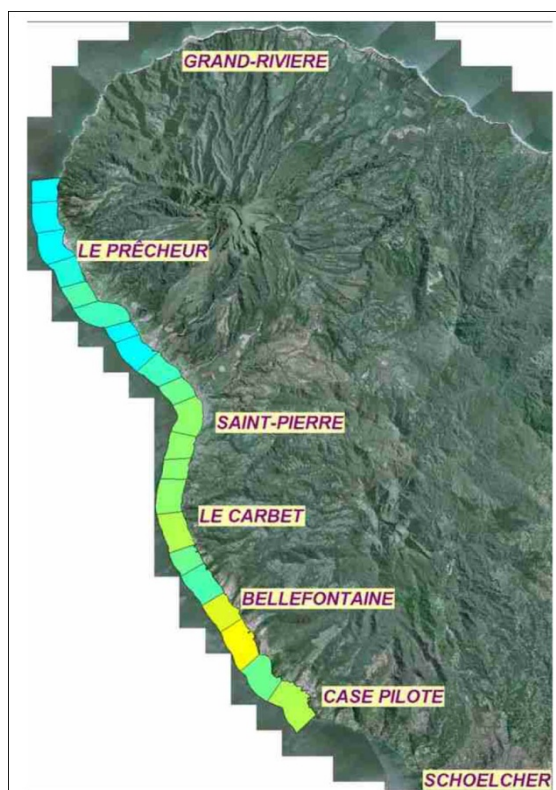 GRAND-RIVIERE
LE PRÊCHEUR
SAINT-PIERRE
LE CARBET
BELLEFONTAINE
CASE PILOTE
SCHOELCHER